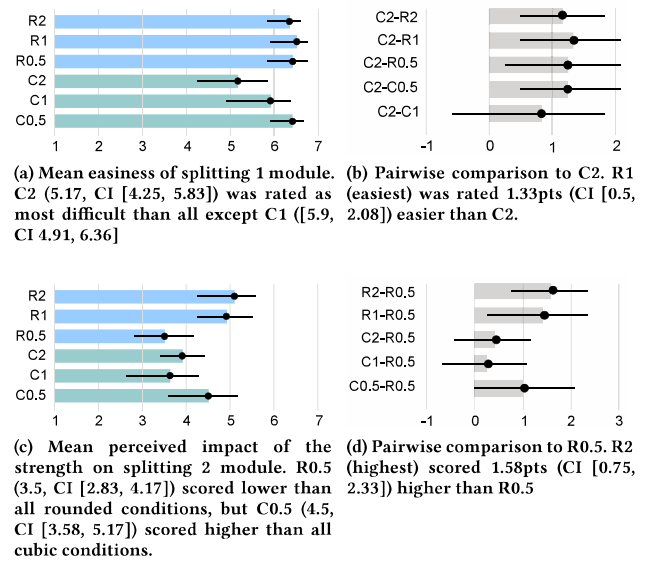 R2
R1
R0.5
C2
C1
C0.5
1 2 3 4 5 6 7
C2-R2
C2-R1
C2-R0.5
C2-C0.5
C2-C1
-1 0 1 2
(a) Mean easiness of splitting 1 module.
C2 (5.17, CI [4.25, 5.83]) was rated as
most difficult than all except C1 ([5.9,
CI 4.91, 6.36]
(b) Pairwise comparison to C2. R1
(easiest) was rated 1.33pts (CI [0.5,
2.08]) easier than C2.
R2
R1
R0.5
C2
C1
C0.5
1 2 3 4 5 6 7
R2-R0.5
R1-R0.5
C2-R0.5
C1-R0.5
C0.5-R0.5
-1 0 1 2 3
(c) Mean perceived impact of the
strength on splitting 2 module. R0.5
(3.5, CI [2.83, 4.17]) scored lower than
all rounded conditions, but C0.5 (4.5,
CI [3.58, 5.17]) scored higher than all
cubic conditions.
(d) Pairwise comparison to R0.5. R2
(highest) scored 1.58pts (CI [0.75,
2.33]) higher than R0.5